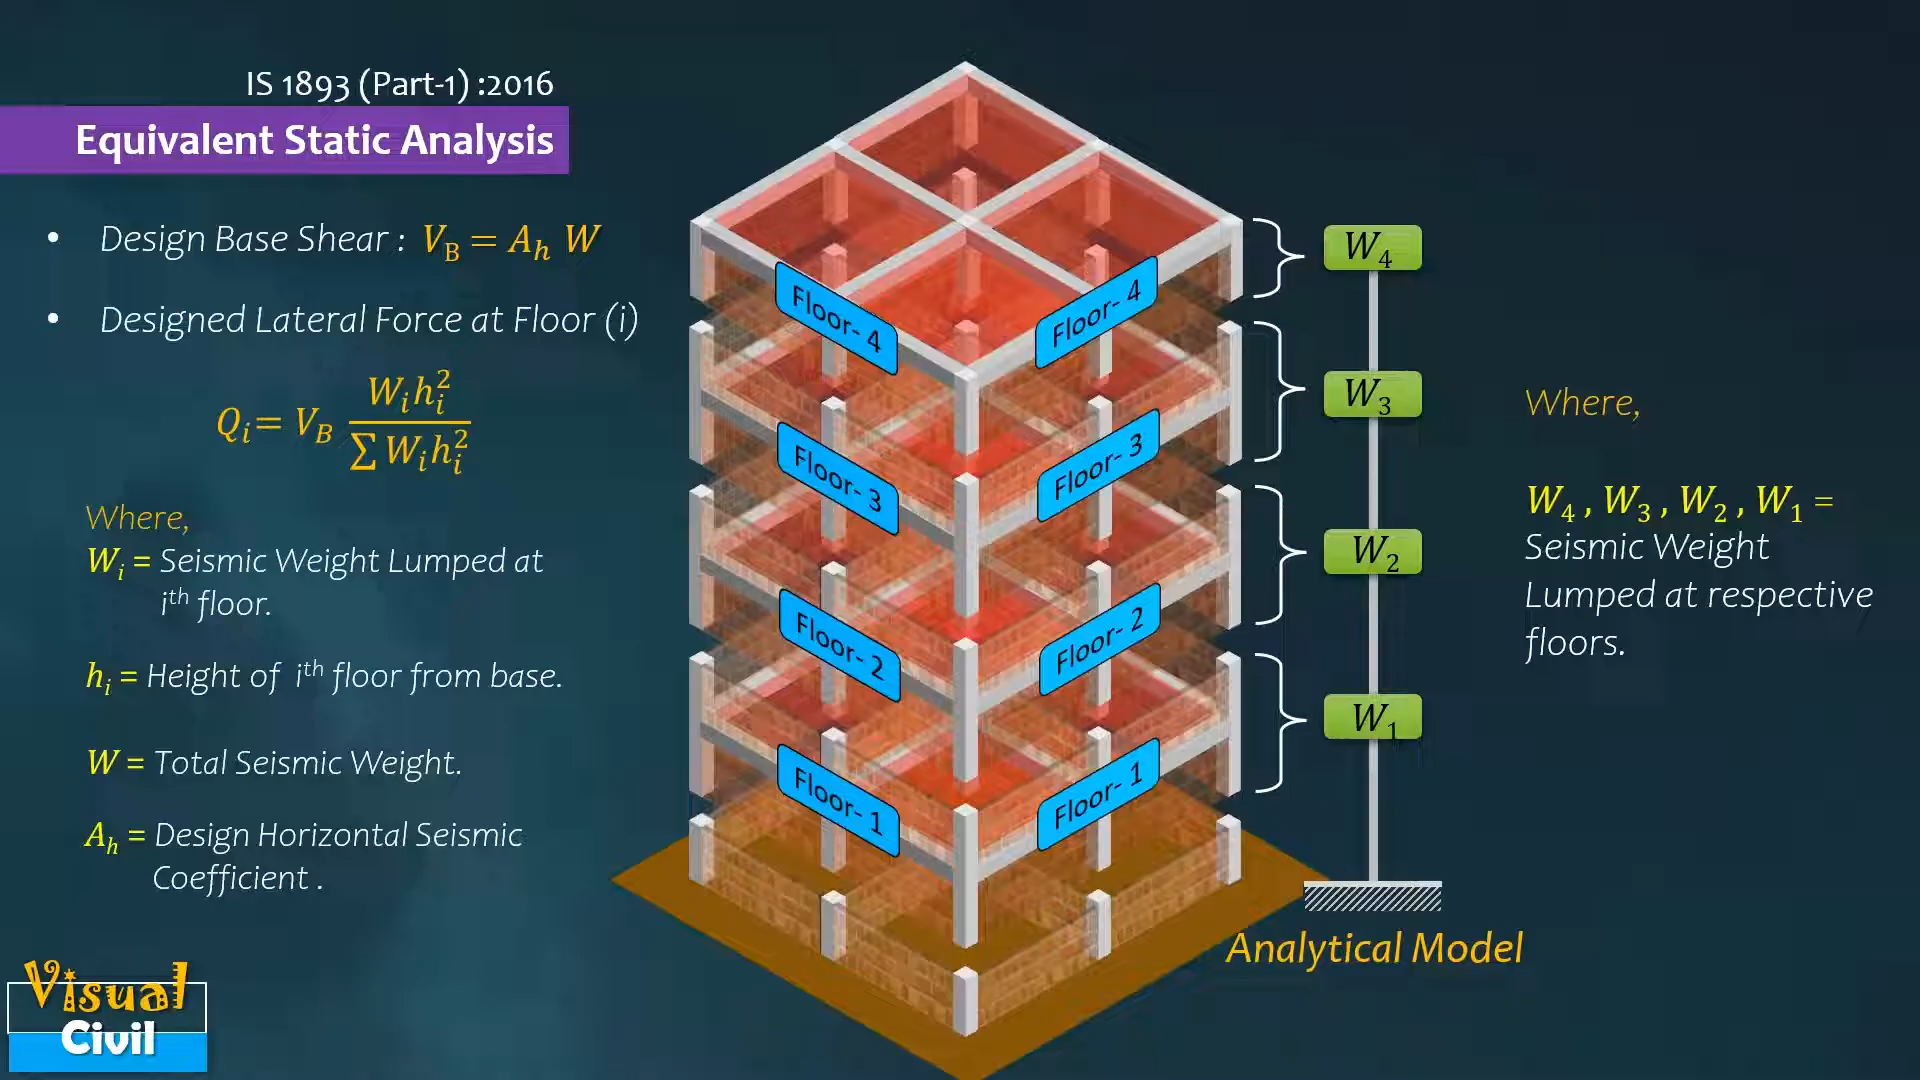 IS 1893 (Part-1) :2016
Equivalent Static Analysis
• Design Base Shear : V_B = A_h W
• Designed Lateral Force at Floor (i)
Q_i = V_B \frac{W_i h_i^2}{\sum W_i h_i^2}
Where,
W_i = Seismic Weight Lumped at
i^th floor.
h_i = Height of i^th floor from base.
W = Total Seismic Weight.
A_h = Design Horizontal Seismic
Coefficient .
Visual
Civil
Floor- 4
Floor- 4
Floor- 3
Floor- 3
Floor- 2
Floor- 2
Floor- 1
Floor- 1
W_4
W_3
W_2
W_1
Analytical Model
Where,
W_4 , W_3 , W_2 , W_1 =
Seismic Weight
Lumped at respective
floors.